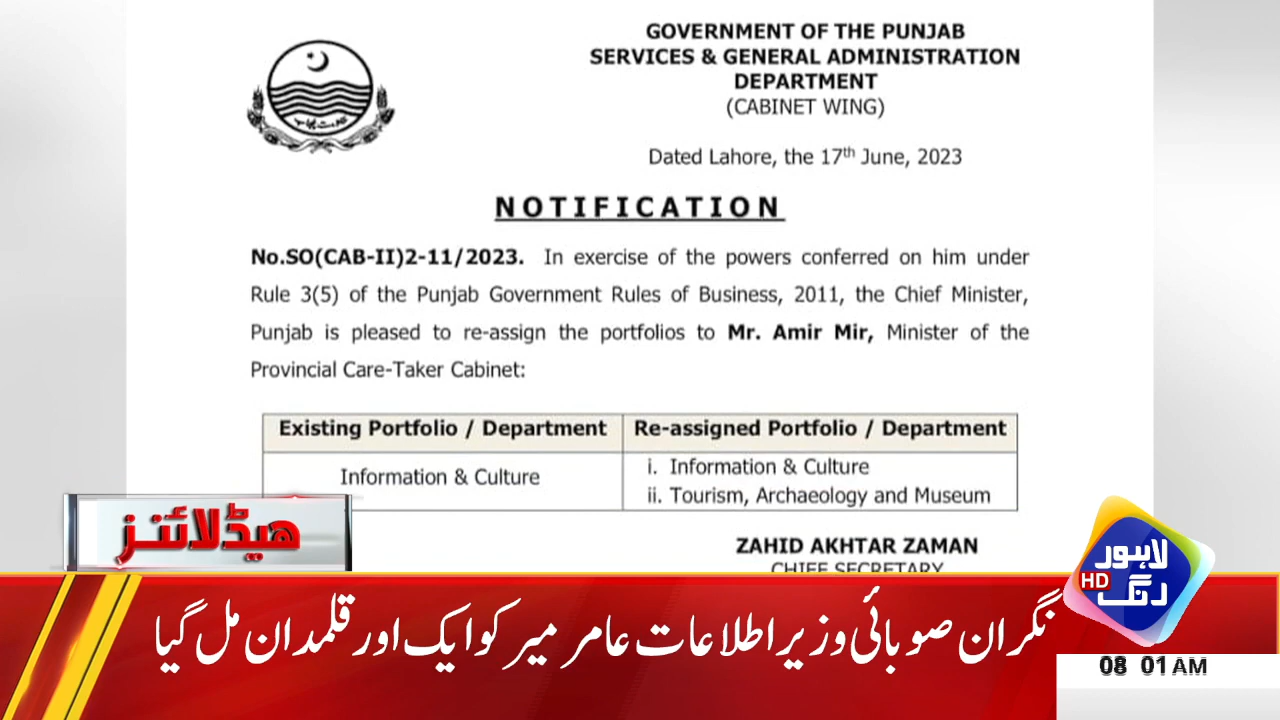 GOVERNMENT OF THE PUNJAB
SERVICES & GENERAL ADMINISTRATION
DEPARTMENT
(CABINET WING)
Dated Lahore, the 17th June, 2023
NOTIFICATION
No.SO(CAB-II)2-11/2023. In exercise of the powers conferred on him under
Rule 3(5) of the Punjab Government Rules of Business, 2011, the Chief Minister,
Punjab is pleased to re-assign the portfolios to Mr. Amir Mir, Minister of the
Provincial Care-Taker Cabinet:
Existing Portfolio / Department
Re-assigned Portfolio / Department
Information & Culture
i. Information & Culture
ii. Tourism, Archaeology and Museum
ZAHID AKHTAR ZAMAN
CHIEF SECRETARY
ہیڈلائنز
لاہور
HD رنگ
نگران صوبائی وزیراطلاعات عامر میر کو ایک اور قلمدان مل گیا
08 01 AM